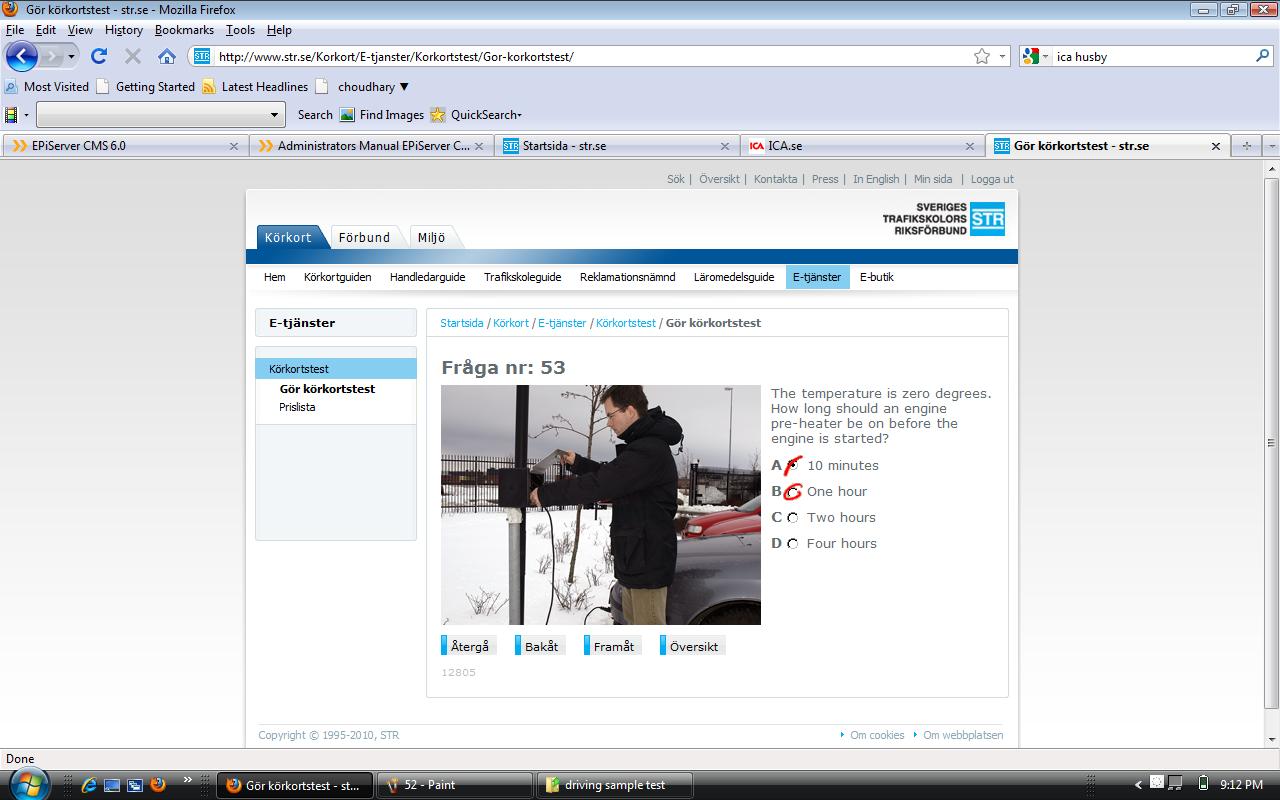 Gör körkortstest - str.se - Mozilla Firefox
File Edit View History Bookmarks Tools Help
STR http://www.str.se/Korkort/E-tjanster/Korkortstest/Gor-korkortstest/ ica husby
Most Visited Getting Started Latest Headlines choudhary ▼
Search Find Images QuickSearch
EPiServer CMS 6.0 Administrators Manual EPiServer C... STR Startsida - str.se ICA ICA.se STR Gör körkortstest - str.se
Sök | Översikt | Kontakta | Press | In English | Min sida | Logga ut
SVERIGES
TRAFIKSKOLORS STR
RIKSFÖRBUND
Körkort Förbund Miljö
Hem Körkortguiden Handledarguide Trafikskoleguide Reklamationsnämnd Läromedelsguide E-tjänster E-butik
E-tjänster
Startsida / Körkort / E-tjänster / Körkortstest / Gör körkortstest
Körkortstest
Gör körkortstest
Prislista
Fråga nr: 53
The temperature is zero degrees.
How long should an engine
pre-heater be on before the
engine is started?
A 10 minutes
B One hour
C Two hours
D Four hours
Återgå Bakåt Framåt Översikt
12805
Copyright © 1995-2010, STR Om cookies Om webbplatsen
Done
» Gör körkortstest - st... 52 - Paint driving sample test 9:12 PM